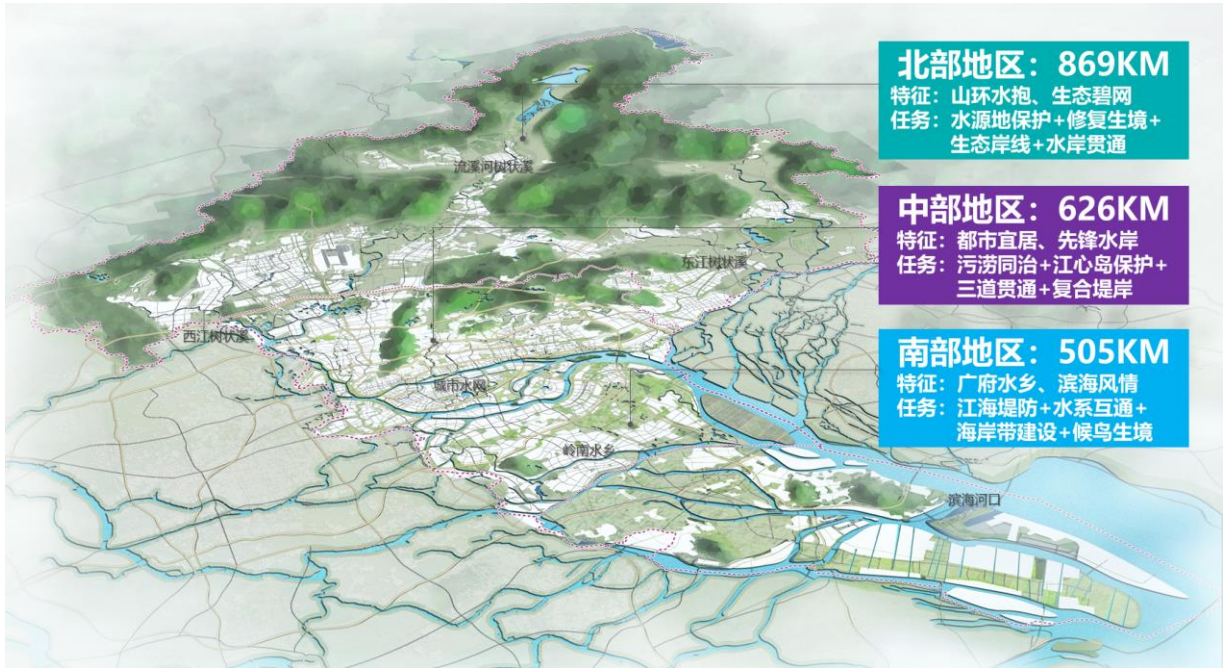 北部地区：869KM
特征：山环水抱、生态碧网
任务：水源地保护+修复生境+
生态岸线+水岸贯通
流溪河树状溪
中部地区：626KM
特征：都市宜居、先锋水岸
任务：污涝同治+江心岛保护+
三道贯通+复合堤岸
东江树状溪
西江树状溪
南部地区：505KM
特征：广府水乡、滨海风情
任务：江海堤防+水系互通+
海岸带建设+候鸟生境
城市水网
岭南水乡
滨海河口